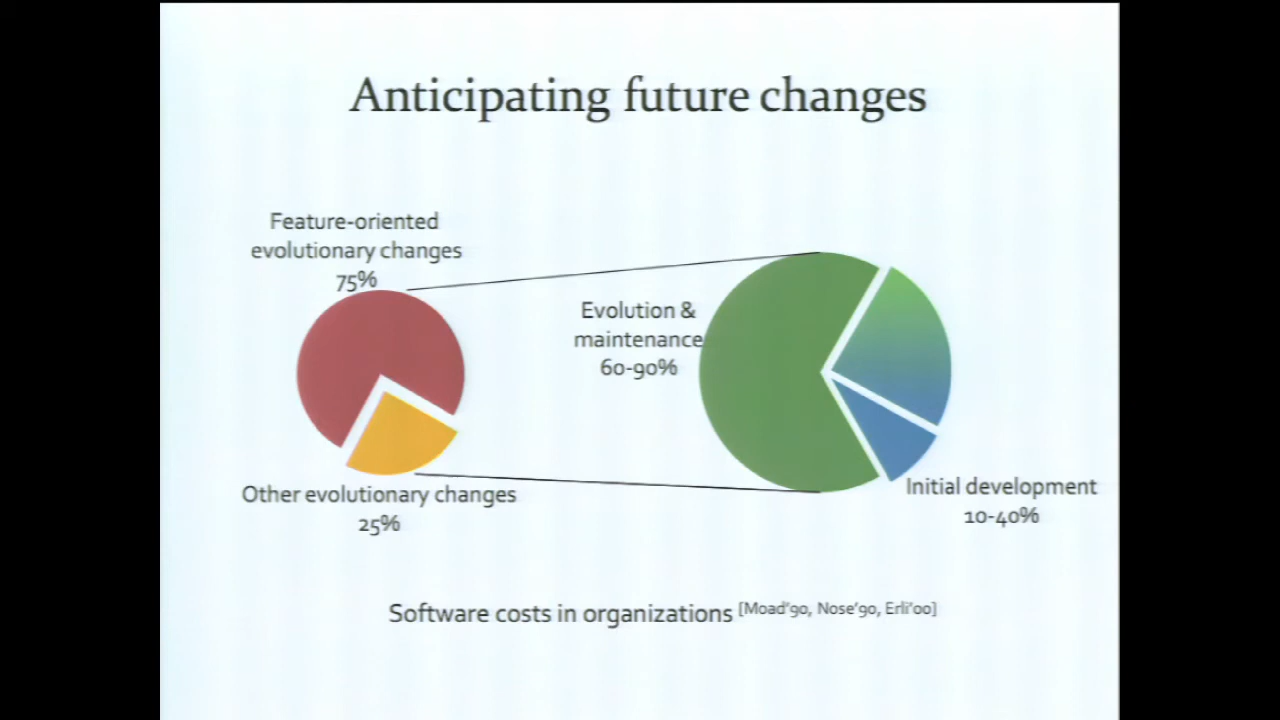 Anticipating future changes
Feature-oriented
evolutionary changes
75%
Evolution &
maintenance
60-90%
Other evolutionary changes
25%
Initial development
10-40%
Software costs in organizations [Moad'90, Nose'90, Erli'00]